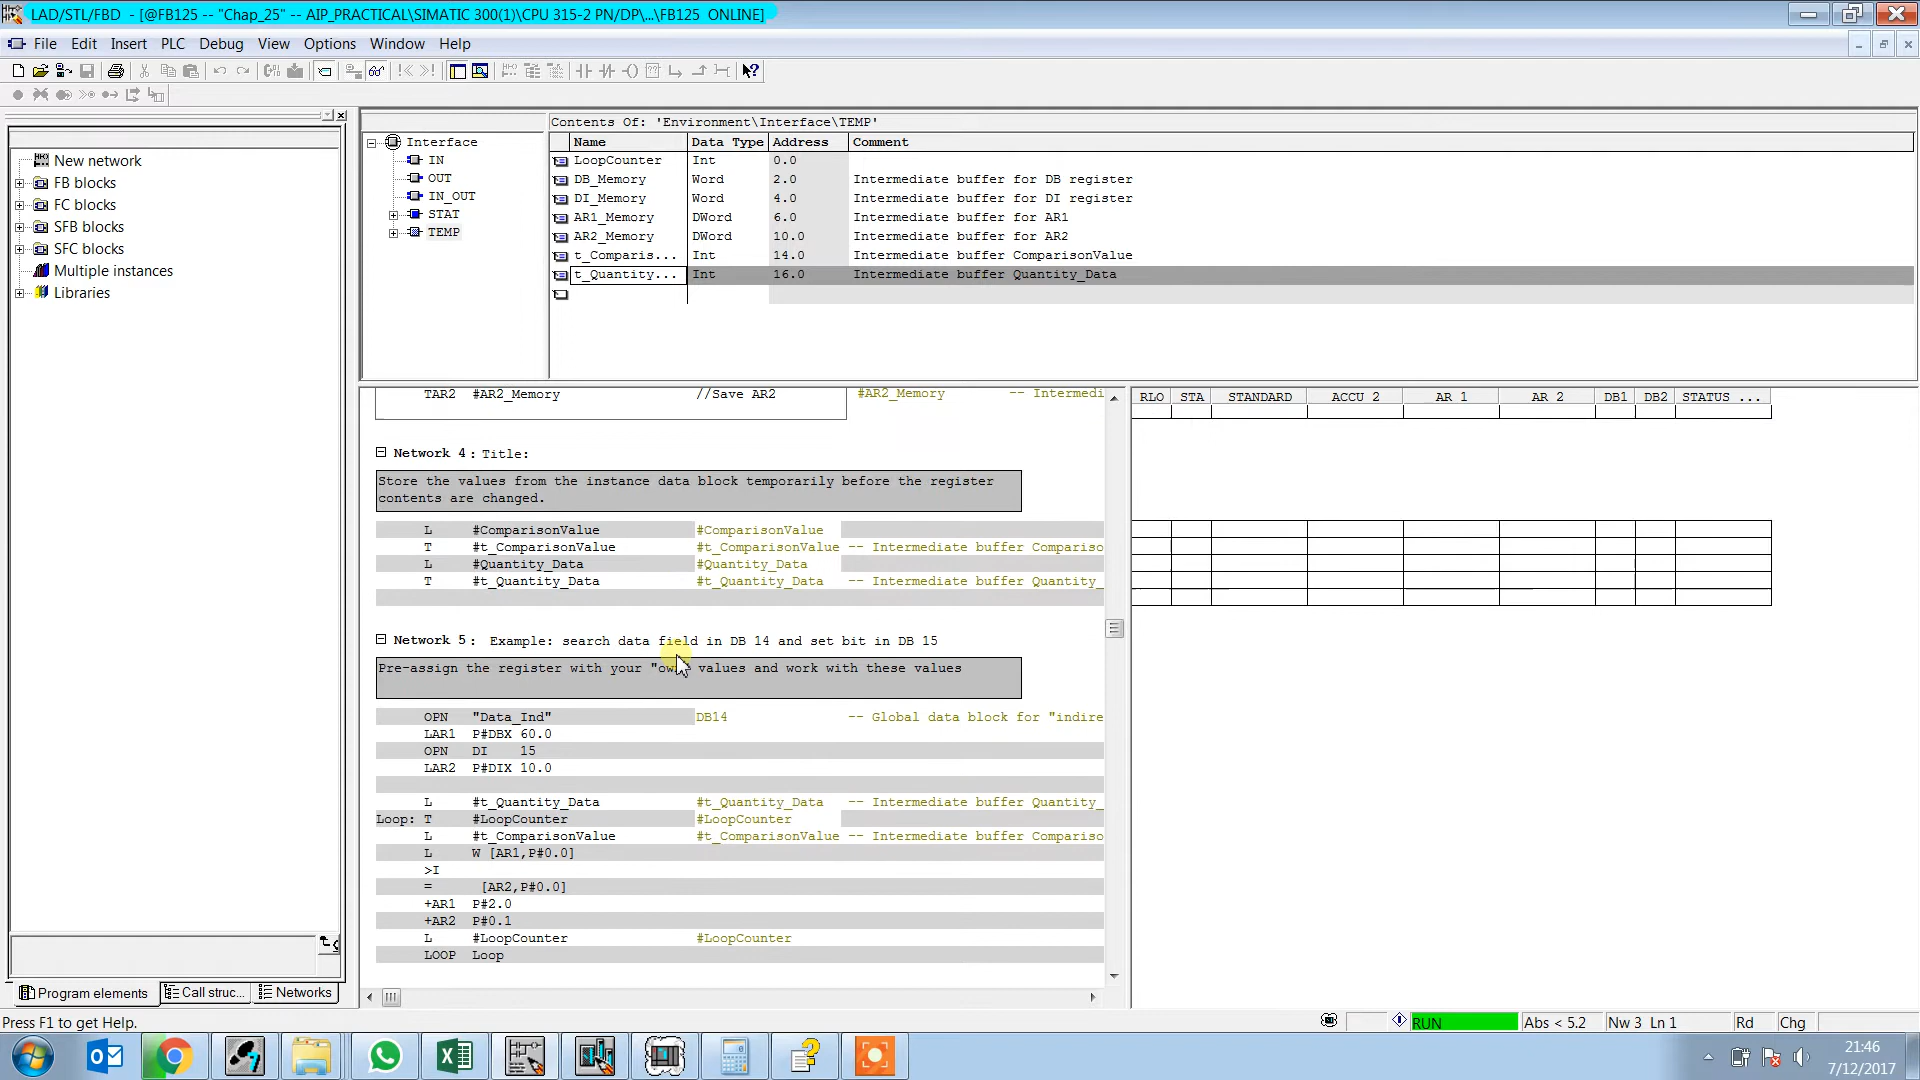 LAD/STL/FBD - [@FB125 -- "Chap_25" -- AIP_PRACTICAL\SIMATIC 300(1)\CPU 315-2 PN/DP\...\FB125 ONLINE]
File Edit Insert PLC Debug View Options Window Help
New network
FB blocks
FC blocks
SFB blocks
SFC blocks
Multiple instances
Libraries
Interface
IN
OUT
IN_OUT
STAT
TEMP
Contents Of: 'Environment\Interface\TEMP'
Name Data Type Address Comment
LoopCounter Int 0.0
DB_Memory Word 2.0 Intermediate buffer for DB register
DI_Memory Word 4.0 Intermediate buffer for DI register
AR1_Memory DWord 6.0 Intermediate buffer for AR1
AR2_Memory DWord 10.0 Intermediate buffer for AR2
t_Comparis... Int 14.0 Intermediate buffer ComparisonValue
t_Quantity... Int 16.0 Intermediate buffer Quantity_Data
TAR2 #AR2_Memory //Save AR2 #AR2_Memory -- Intermedi
Network 4 : Title:
Store the values from the instance data block temporarily before the register
contents are changed.
L #ComparisonValue #ComparisonValue
T #t_ComparisonValue #t_ComparisonValue -- Intermediate buffer Compariso
L #Quantity_Data #Quantity_Data
T #t_Quantity_Data #t_Quantity_Data -- Intermediate buffer Quantity_
Network 5 : Example: search data field in DB 14 and set bit in DB 15
Pre-assign the register with your "own" values and work with these values
OPN "Data_Ind" DB14 -- Global data block for "indire
LAR1 P#DBX 60.0
OPN DI 15
LAR2 P#DIX 10.0
L #t_Quantity_Data #t_Quantity_Data -- Intermediate buffer Quantity_
Loop: T #LoopCounter #LoopCounter
L #t_ComparisonValue #t_ComparisonValue -- Intermediate buffer Compariso
L W [AR1,P#0.0]
>I
= [AR2,P#0.0]
+AR1 P#2.0
+AR2 P#0.1
L #LoopCounter #LoopCounter
LOOP Loop
RLO STA STANDARD ACCU 2 AR 1 AR 2 DB1 DB2 STATUS ...
Program elements Call struc... Networks
Press F1 to get Help. RUN Abs < 5.2 Nw 3 Ln 1 Rd Chg
21:46
7/12/2017